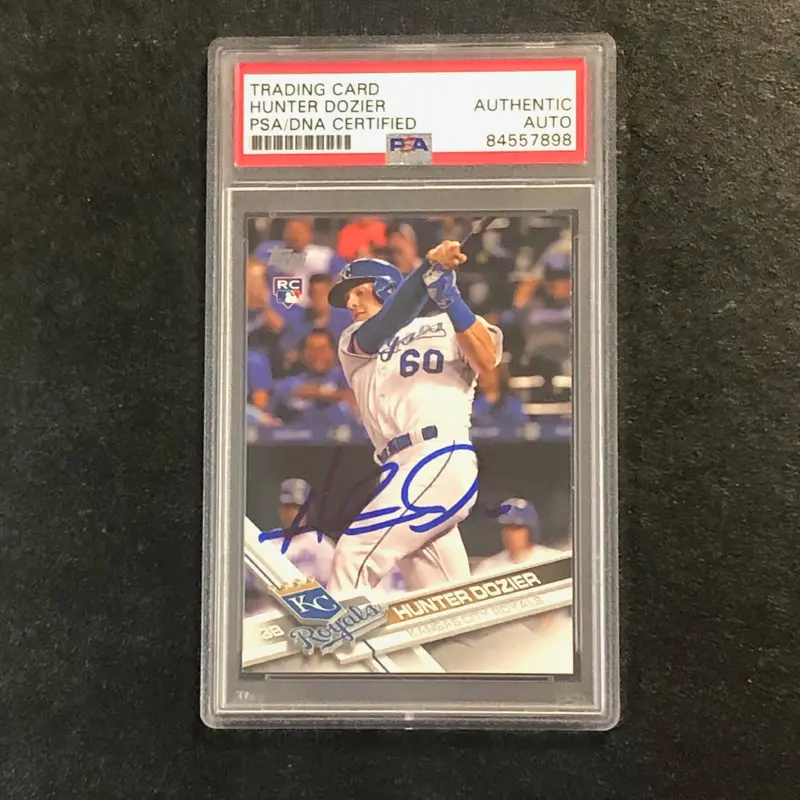 TRADING CARD
HUNTER DOZIER
PSA/DNA CERTIFIED
AUTHENTIC
AUTO
84557898
PSA
Topps
RC
Royals
60
HUNTER DOZIER
KANSAS CITY ROYALS
KC
Royals
3B